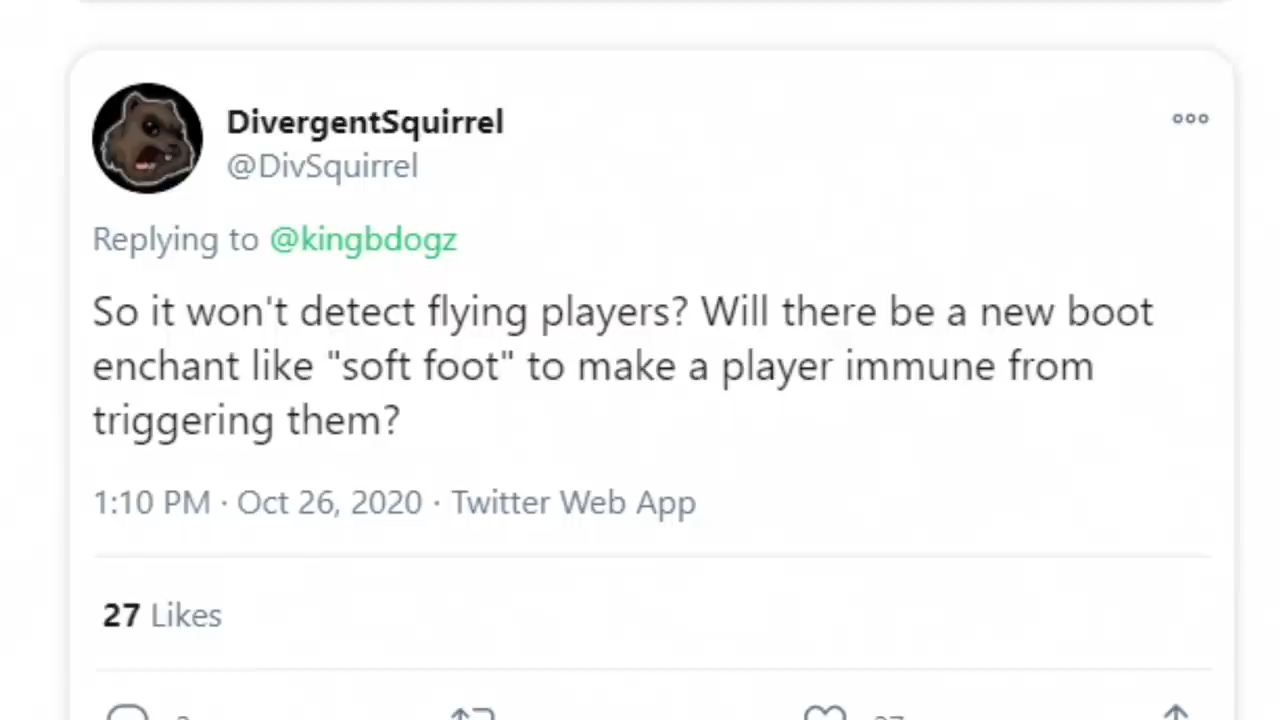 DivergentSquirrel
@DivSquirrel
Replying to @kingbdogz
So it won't detect flying players? Will there be a new boot
enchant like "soft foot" to make a player immune from
triggering them?
1:10 PM · Oct 26, 2020 · Twitter Web App
27 Likes